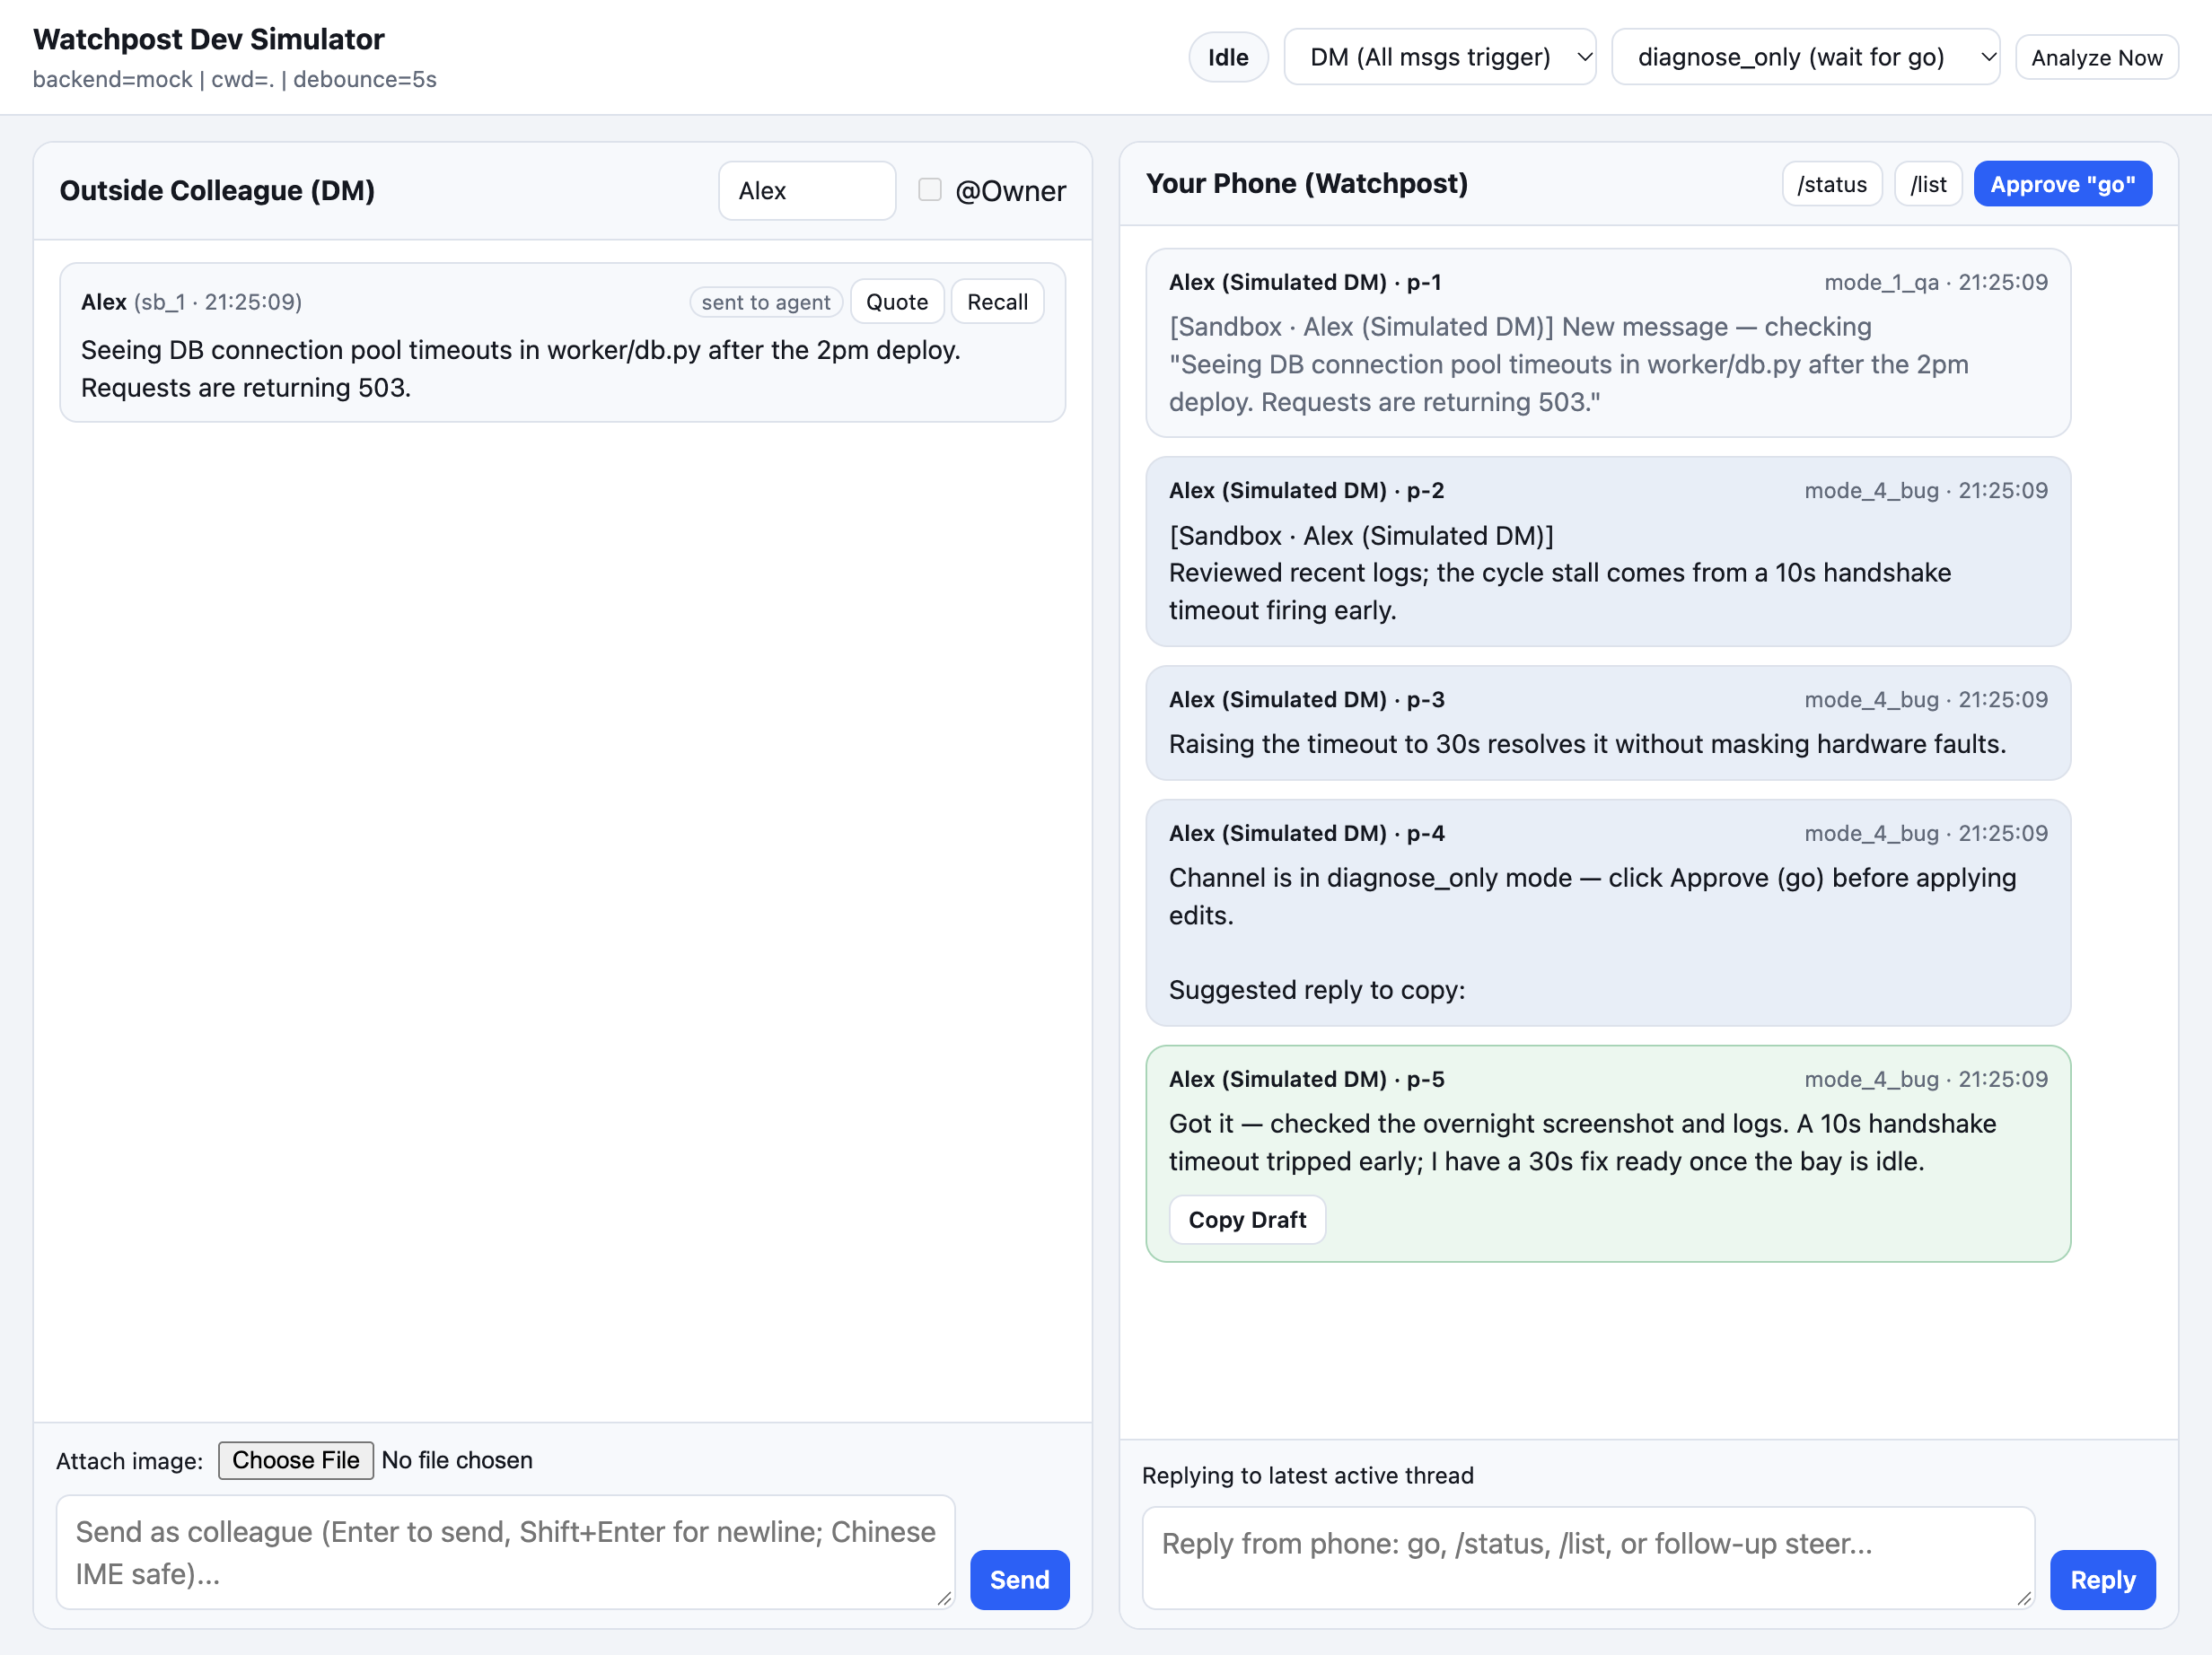 Watchpost Dev Simulator
backend=mock | cwd=. | debounce=5s
Idle
DM (All msgs trigger)
diagnose_only (wait for go)
Analyze Now
Outside Colleague (DM)
Alex
@Owner
Alex (sb_1 · 21:25:09)
sent to agent
Quote
Recall
Seeing DB connection pool timeouts in worker/db.py after the 2pm deploy.
Requests are returning 503.
Attach image:
Choose File
No file chosen
Send as colleague (Enter to send, Shift+Enter for newline; Chinese
IME safe)...
Send
Your Phone (Watchpost)
/status
/list
Approve "go"
Alex (Simulated DM) · p-1
mode_1_qa · 21:25:09
[Sandbox · Alex (Simulated DM)] New message — checking
"Seeing DB connection pool timeouts in worker/db.py after the 2pm
deploy. Requests are returning 503."
Alex (Simulated DM) · p-2
mode_4_bug · 21:25:09
[Sandbox · Alex (Simulated DM)]
Reviewed recent logs; the cycle stall comes from a 10s handshake
timeout firing early.
Alex (Simulated DM) · p-3
mode_4_bug · 21:25:09
Raising the timeout to 30s resolves it without masking hardware faults.
Alex (Simulated DM) · p-4
mode_4_bug · 21:25:09
Channel is in diagnose_only mode — click Approve (go) before applying
edits.
Suggested reply to copy:
Alex (Simulated DM) · p-5
mode_4_bug · 21:25:09
Got it — checked the overnight screenshot and logs. A 10s handshake
timeout tripped early; I have a 30s fix ready once the bay is idle.
Copy Draft
Replying to latest active thread
Reply from phone: go, /status, /list, or follow-up steer...
Reply